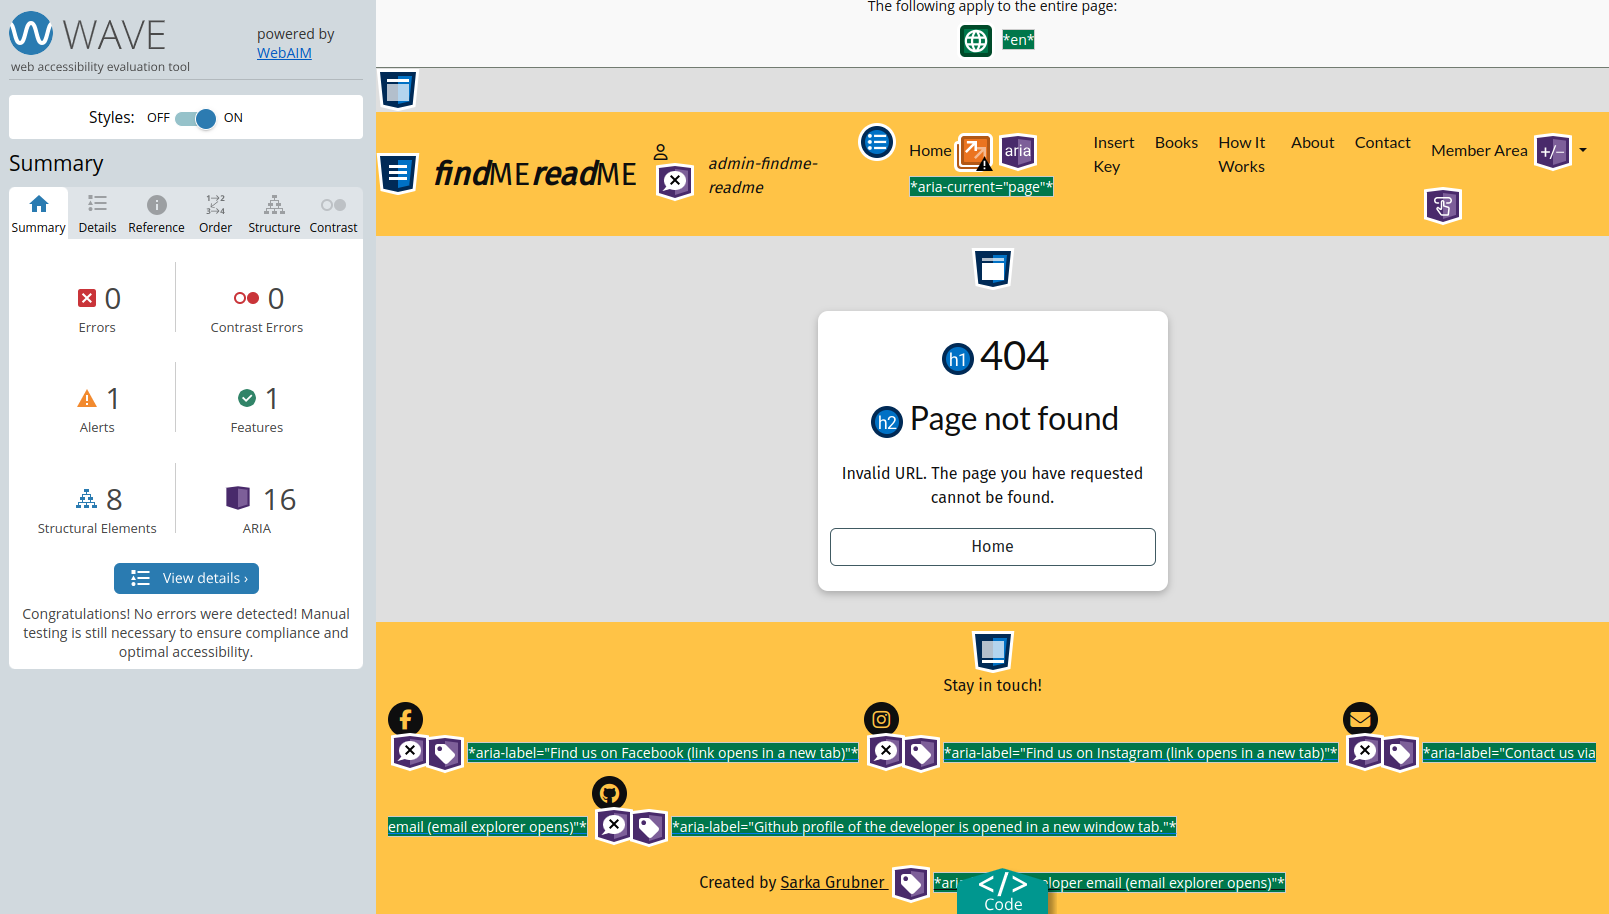 WAVE
web accessibility evaluation tool
powered by
WebAIM
Styles: OFF ON
Summary
Summary Details Reference Order Structure Contrast
0
Errors
0
Contrast Errors
1
Alerts
1
Features
8
Structural Elements
16
ARIA
View details ›
Congratulations! No errors were detected! Manual
testing is still necessary to ensure compliance and
optimal accessibility.
The following apply to the entire page:
*en*
findMEreadME
admin-findme-
readme
Home aria
*aria-current="page"*
Insert
Key
Books
How It
Works
About
Contact
Member Area +/-
h1 404
h2 Page not found
Invalid URL. The page you have requested
cannot be found.
Home
Stay in touch!
*aria-label="Find us on Facebook (link opens in a new tab)"* *aria-label="Find us on Instagram (link opens in a new tab)"* *aria-label="Contact us via
email (email explorer opens)"* *aria-label="Github profile of the developer is opened in a new window tab."*
Created by Sarka Grubner email (email explorer opens)"*
</> Code